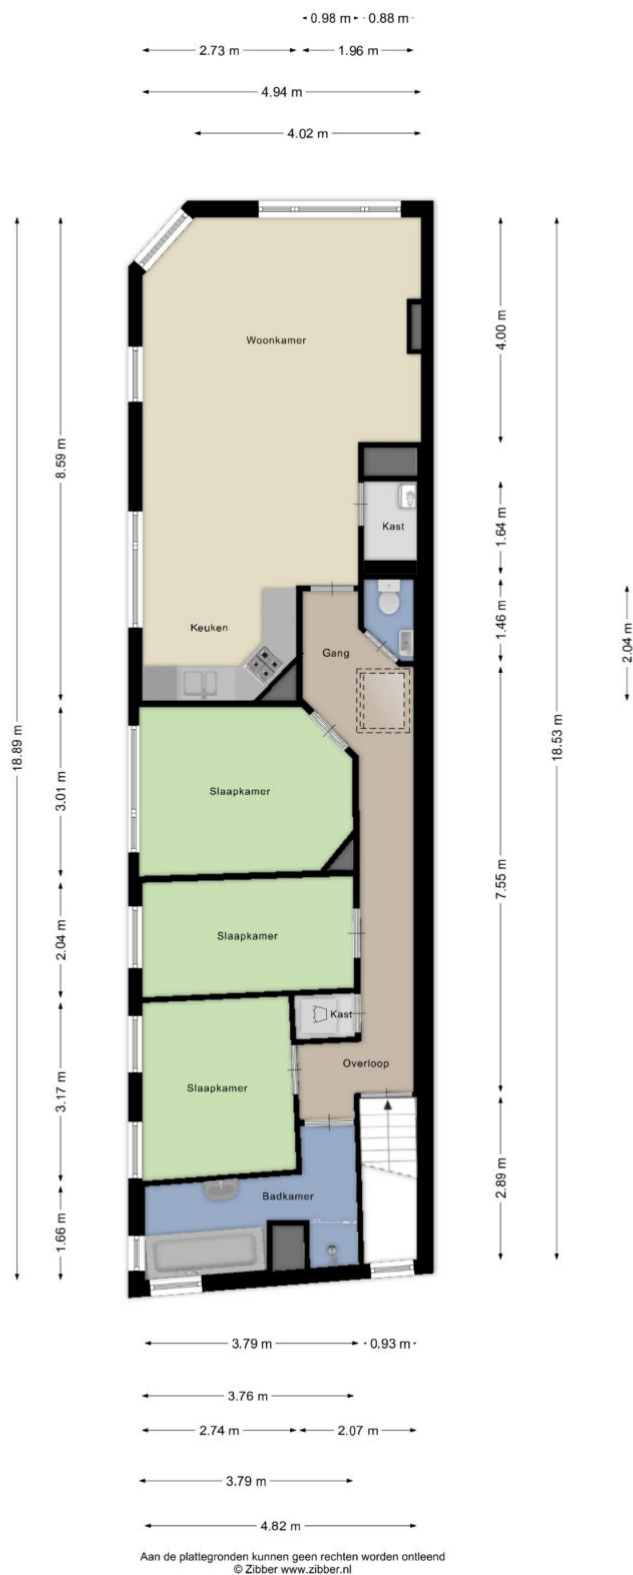 0.98 m 0.88 m
2.73 m 1.96 m
4.94 m
4.02 m
Woonkamer
4.00 m
8.59 m
Kast
1.64 m
Keuken
Gang
1.46 m
2.04 m
18.89 m
18.53 m
Slaapkamer
3.01 m
7.55 m
Slaapkamer
2.04 m
Kast
Overloop
Slaapkamer
3.17 m
2.89 m
Badkamer
1.66 m
3.79 m 0.93 m
3.76 m
2.74 m 2.07 m
3.79 m
4.82 m
Aan de plattegronden kunnen geen rechten worden ontleend
© Zibber www.zibber.nl